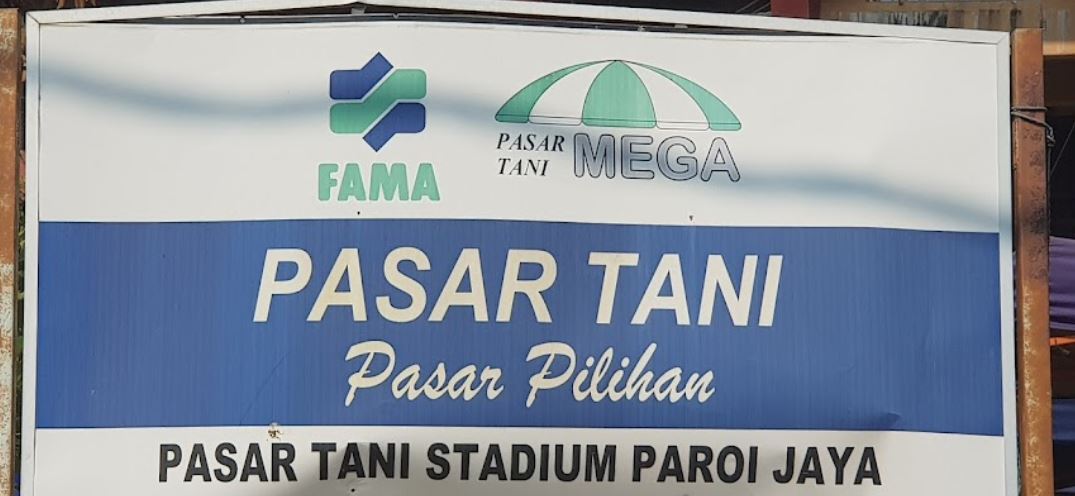 FAMA
PASAR TANI MEGA
PASAR TANI
Pasar Pilihan
PASAR TANI STADIUM PAROI JAYA